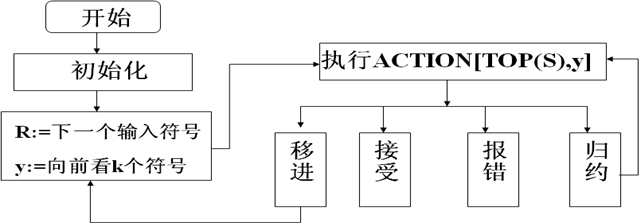 开始
初始化
R:=下一个输入符号
y:=向前看k个符号
执行ACTION[TOP(S),y]
移进
接受
报错
归约